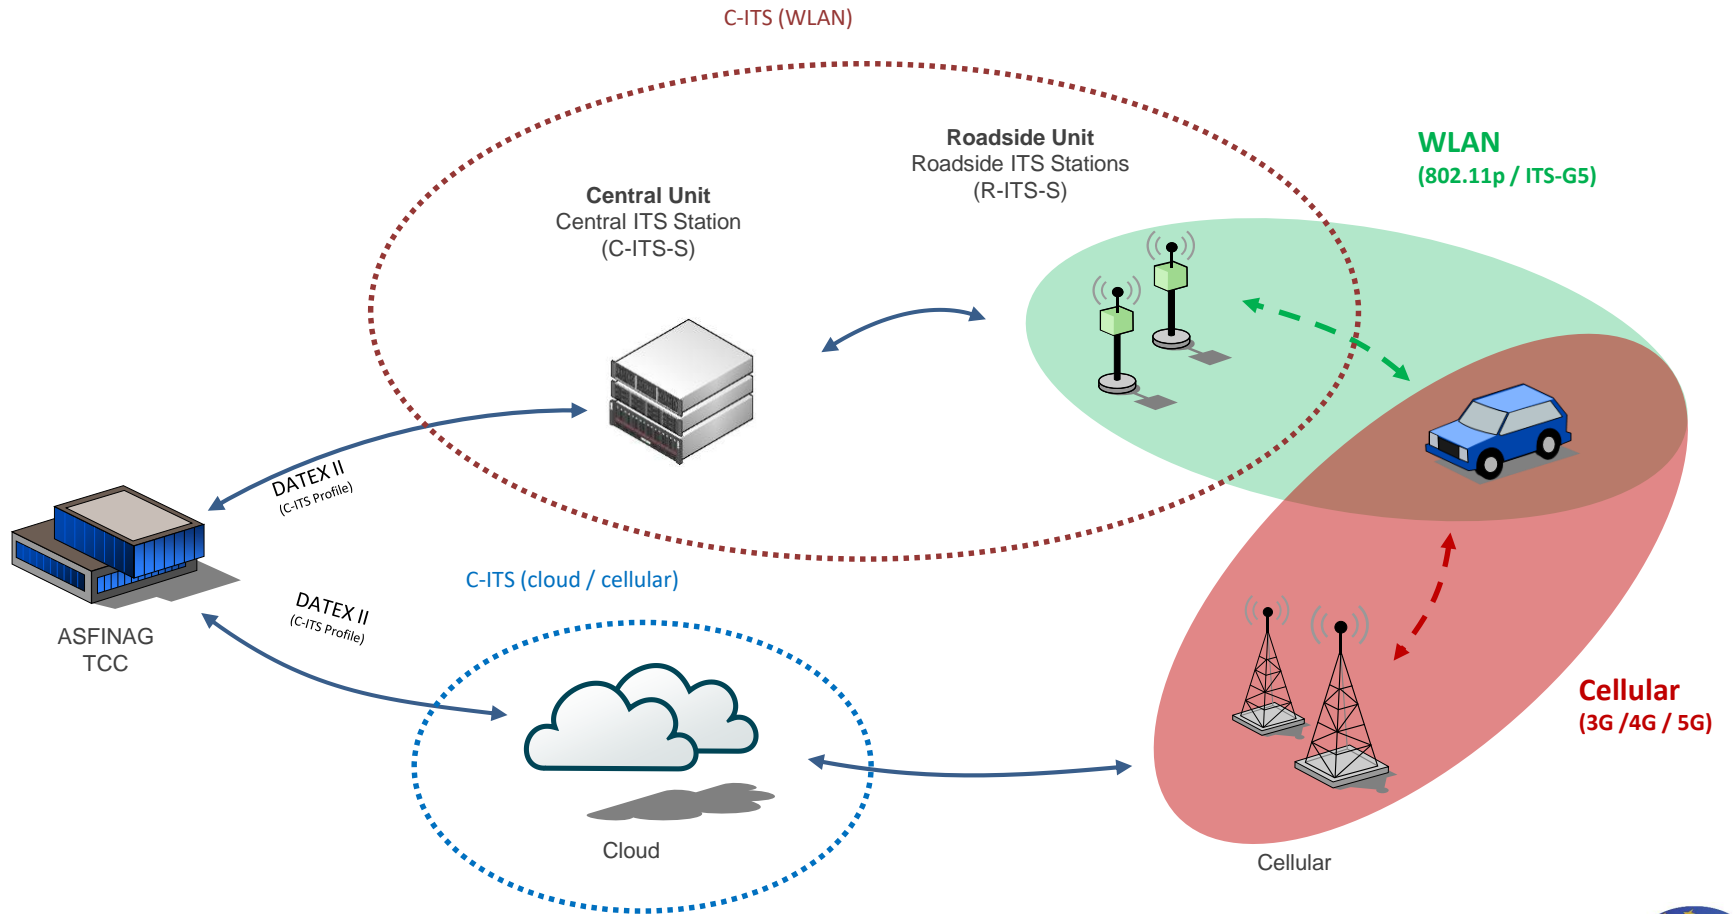 C-ITS (WLAN)
Roadside Unit
Roadside ITS Stations
(R-ITS-S)
WLAN
(802.11p / ITS-G5)
Central Unit
Central ITS Station
(C-ITS-S)
DATEX II
(C-ITS Profile)
C-ITS (cloud / cellular)
DATEX II
(C-ITS Profile)
ASFINAG
TCC
Cellular
(3G /4G / 5G)
Cloud
Cellular